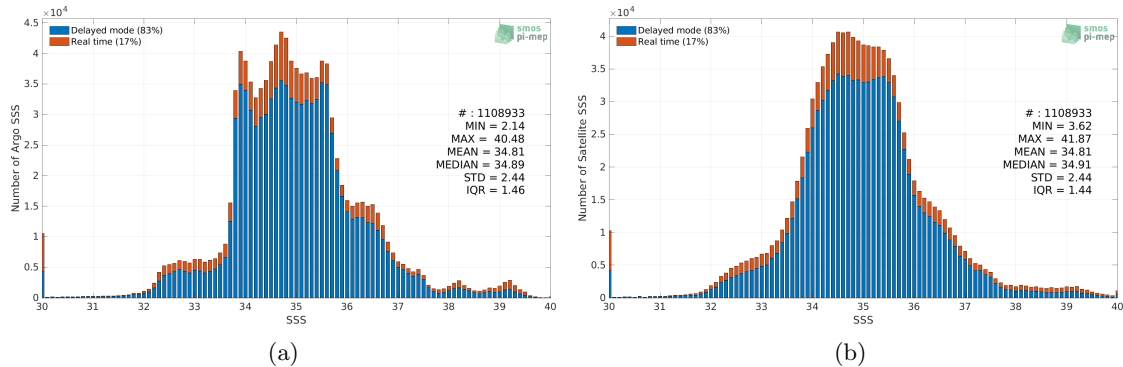 ×10^4
Delayed mode (83%)
Real time (17%)
smos
pi-mep
4.5
4
3.5
3
2.5
2
1.5
1
0.5
0
Number of Argo SSS
# : 1108933
MIN = 2.14
MAX = 40.48
MEAN = 34.81
MEDIAN = 34.89
STD = 2.44
IQR = 1.46
30 31 32 33 34 35 36 37 38 39 40
SSS
(a)
×10^4
Delayed mode (83%)
Real time (17%)
smos
pi-mep
4
3.5
3
2.5
2
1.5
1
0.5
0
Number of Satellite SSS
# : 1108933
MIN = 3.62
MAX = 41.87
MEAN = 34.81
MEDIAN = 34.91
STD = 2.44
IQR = 1.44
30 31 32 33 34 35 36 37 38 39 40
SSS
(b)